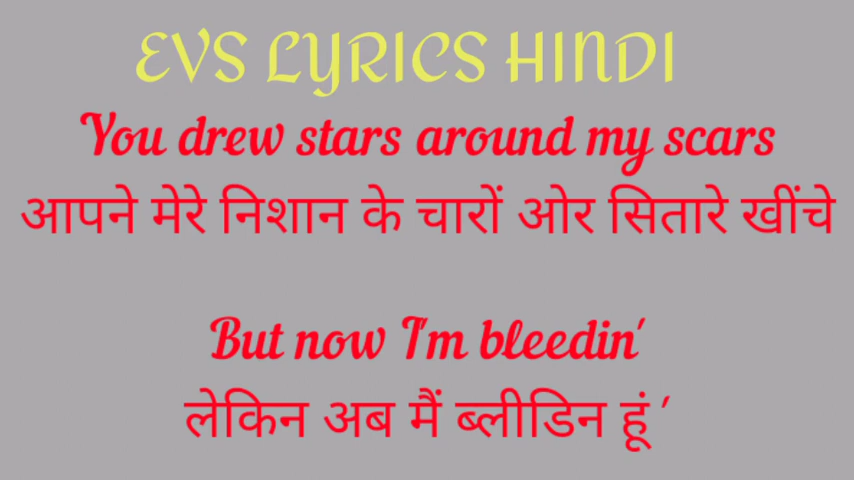 EVS LYRICS HINDI
You drew stars around my scars
आपने मेरे निशान के चारों ओर सितारे खींचे
But now I'm bleedin'
लेकिन अब मैं ब्लीडिन हूं '